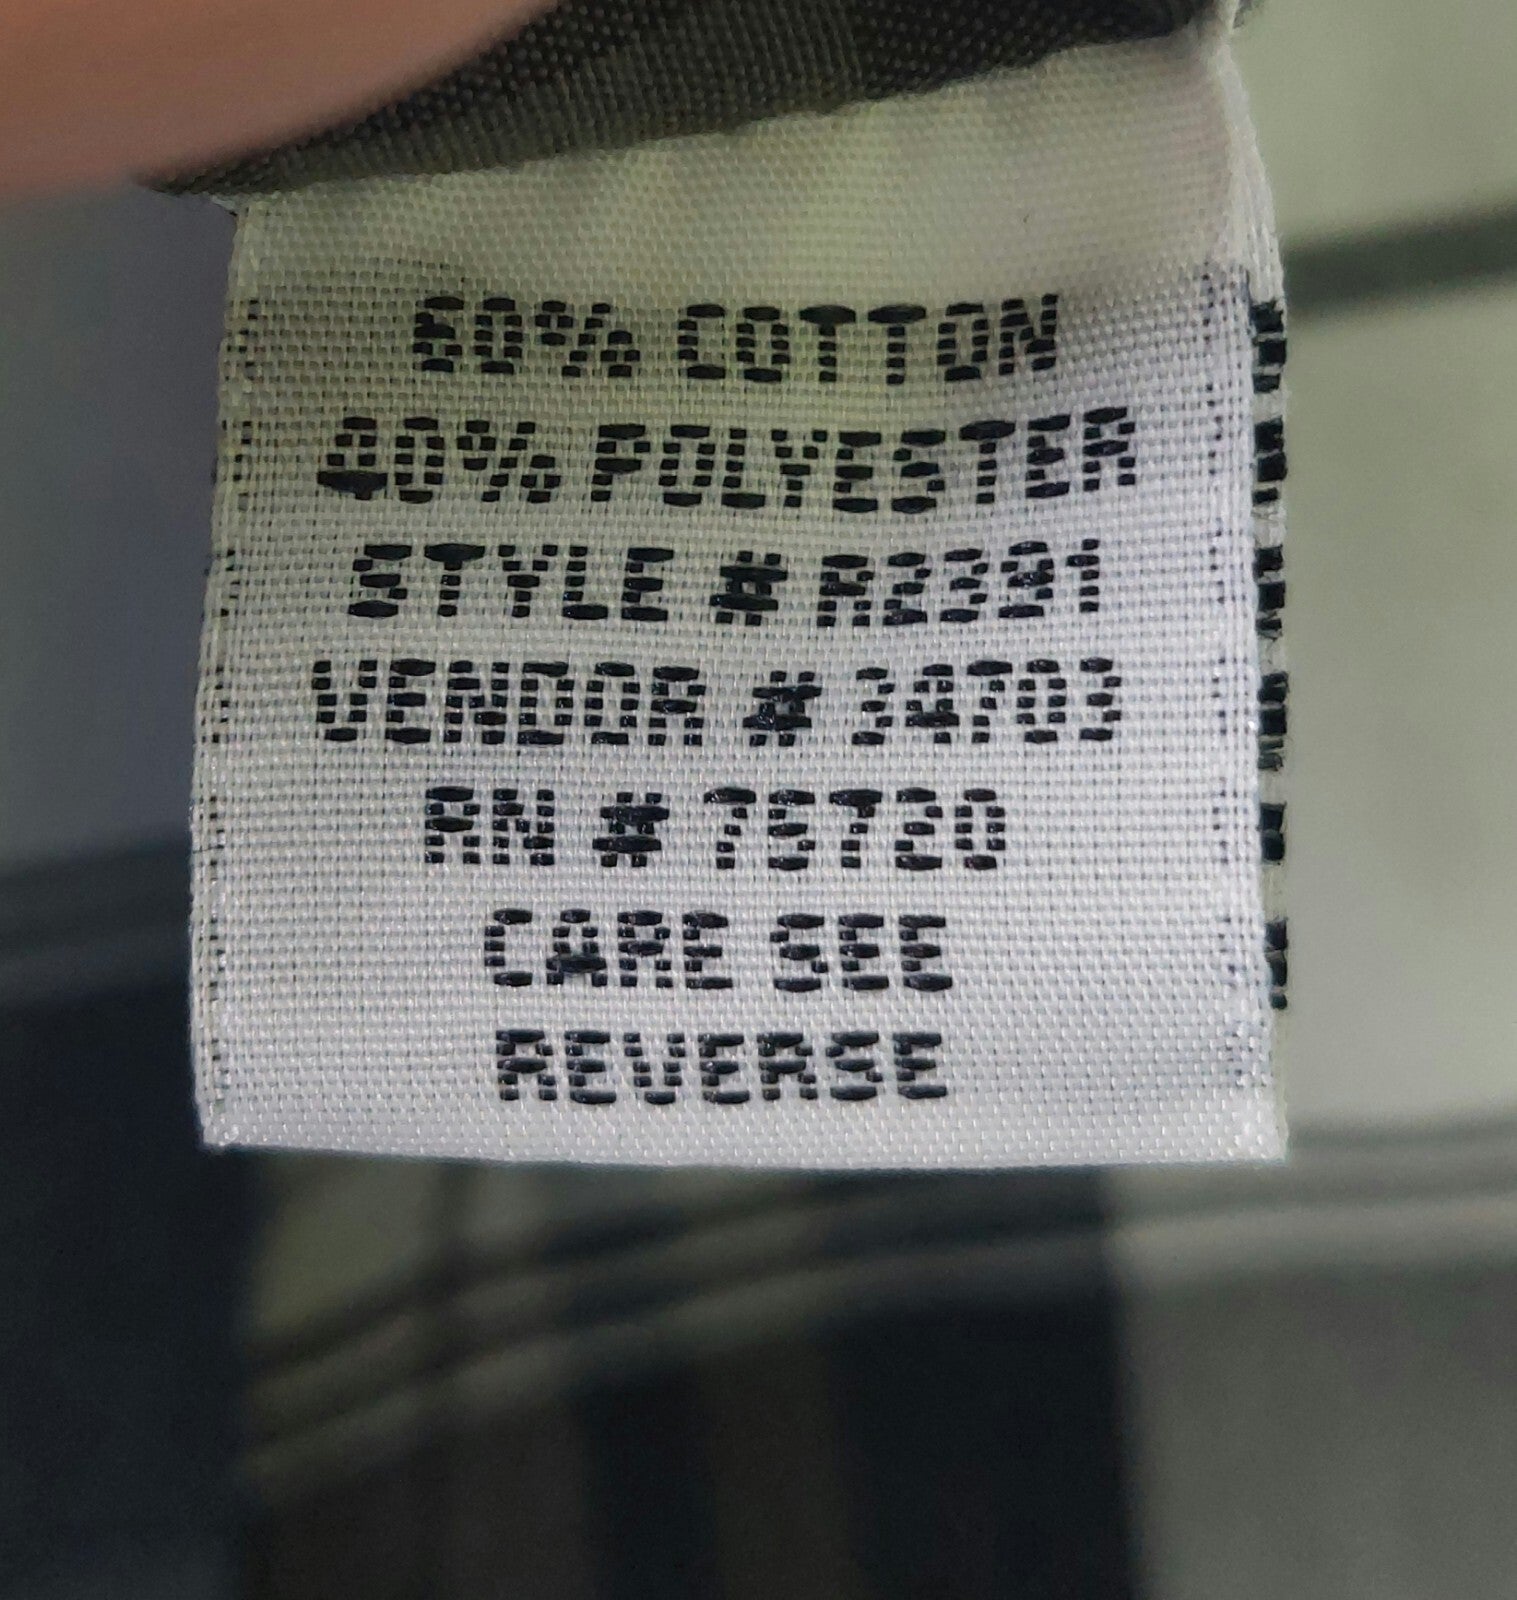 60% COTTON
40% POLYESTER
STYLE # R2391
VENDOR # 34703
RN # 75720
CARE SEE
REVERSE